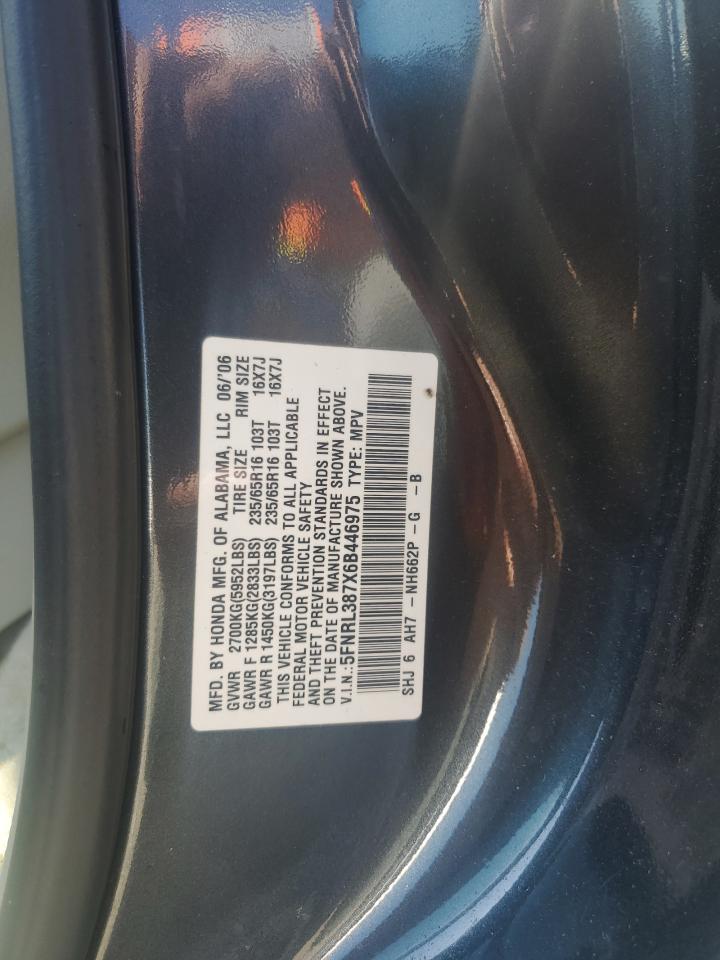 MFD. BY HONDA MFG. OF ALABAMA, LLC 06/'06
GVWR 2700KG(5952LBS) TIRE SIZE RIM SIZE
GAWR F 1285KG(2833LBS) 235/65R16 103T 16X7J
GAWR R 1450KG(3197LBS) 235/65R16 103T 16X7J
THIS VEHICLE CONFORMS TO ALL APPLICABLE
FEDERAL MOTOR VEHICLE SAFETY
AND THEFT PREVENTION STANDARDS IN EFFECT
ON THE DATE OF MANUFACTURE SHOWN ABOVE.
V.I.N.:5FNRL387X6B446975 TYPE: MPV
SHJ 6 AH7 -NH662P -G -B